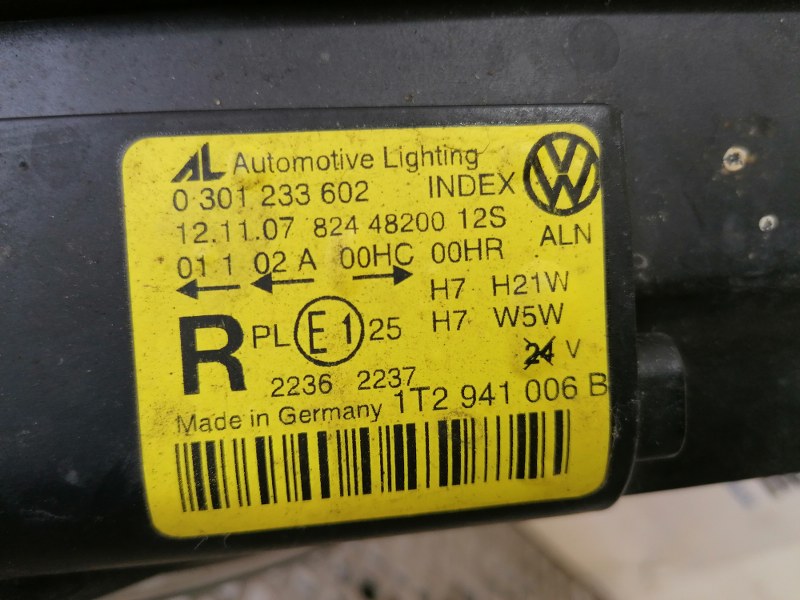 AL Automotive Lighting
0 301 233 602 INDEX
12.11.07 824 48200 12S
ALN
01 1 02 A 00HC 00HR
H7 H21W
R PL E1 25 H7 W5W
24 V
2236 2237
1T2 941 006 B
Made in Germany